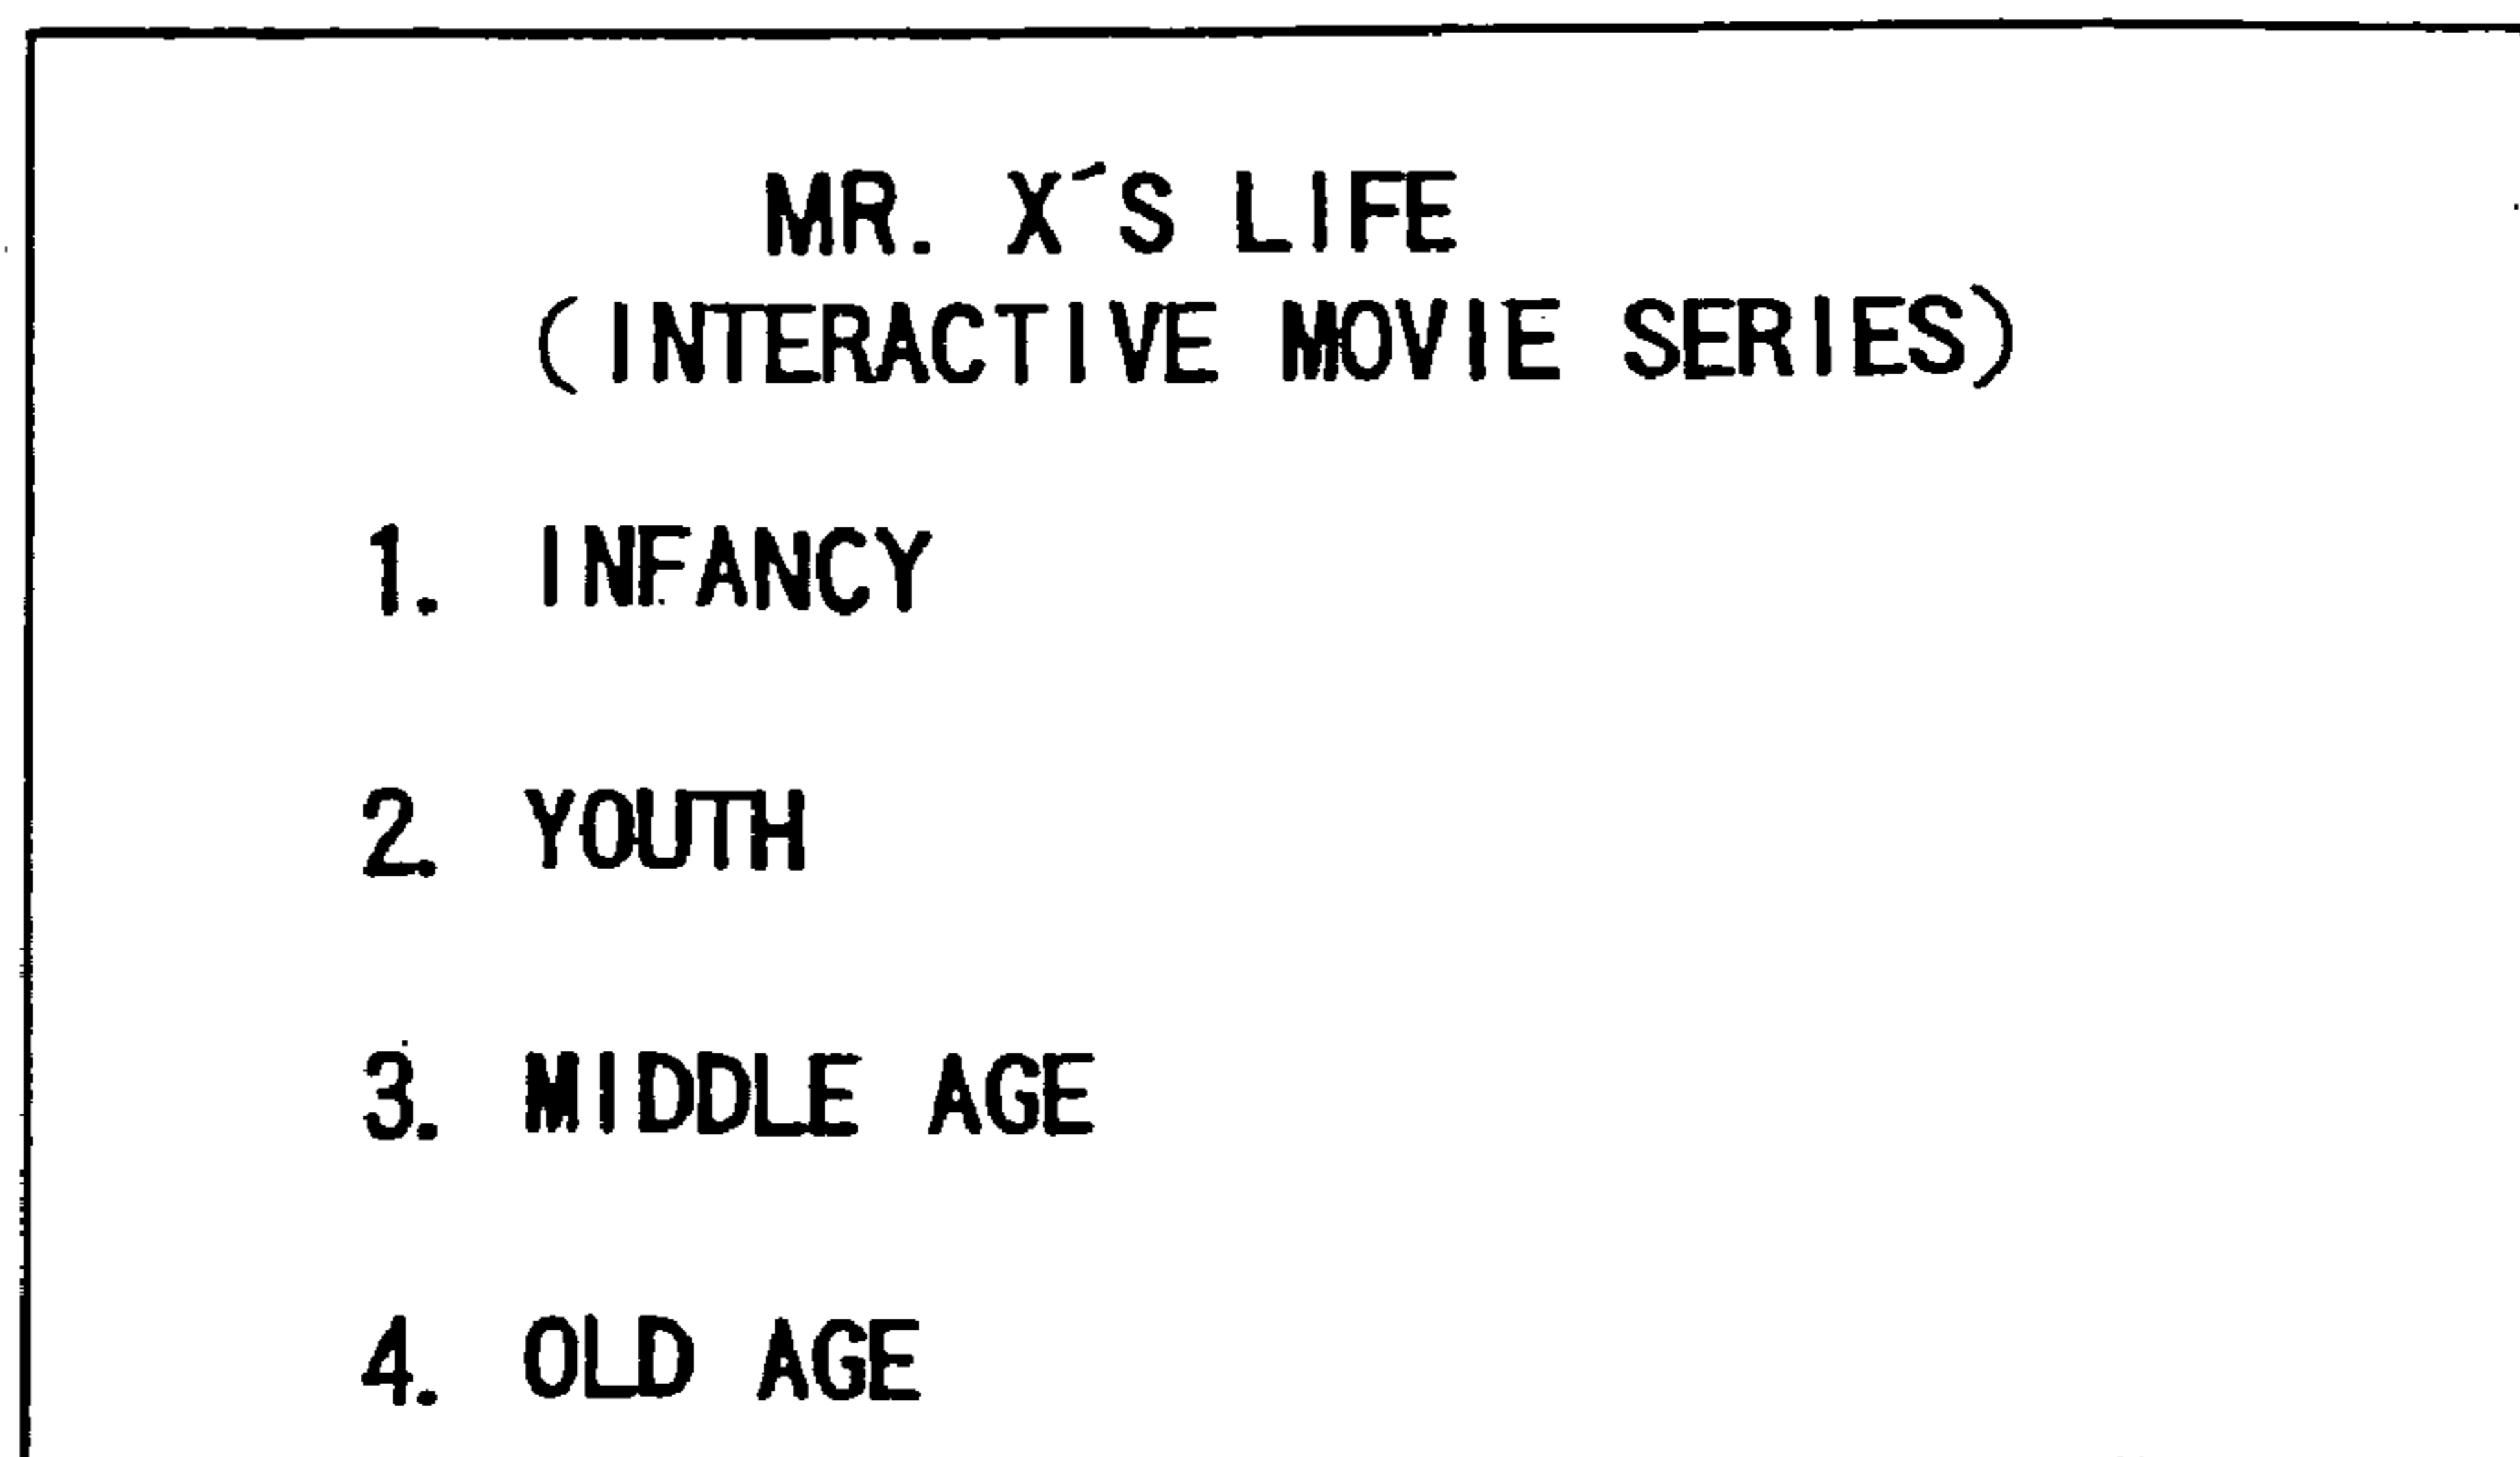 MR. X´S LIFE
(INTERACTIVE MOVIE SERIES)
1. INFANCY
2. YOUTH
3. MIDDLE AGE
4. OLD AGE